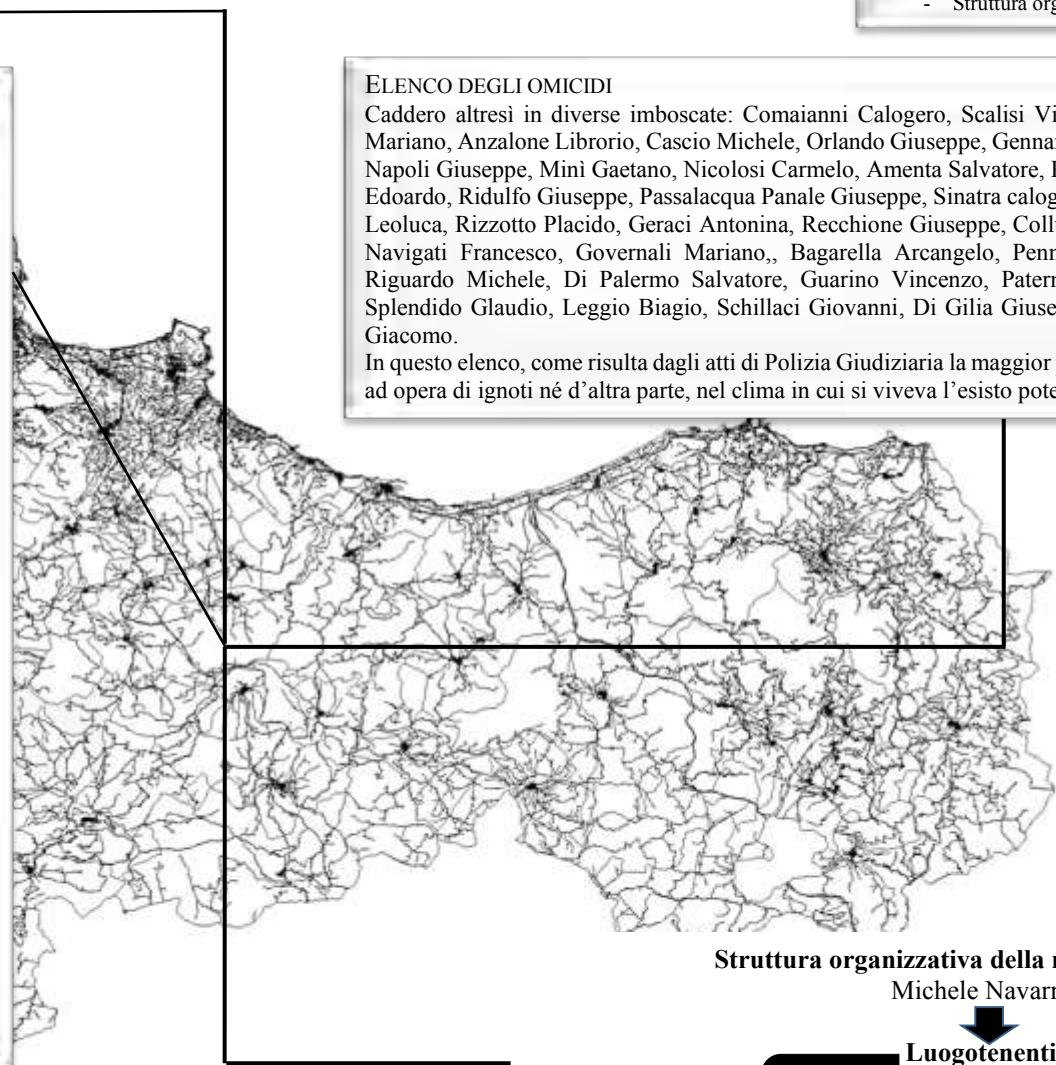 - Struttura org
ELENCO DEGLI OMICIDI
Caddero altresì in diverse imboscate: Comaianni Calogero, Scalisi Vi
Mariano, Anzalone Librorio, Cascio Michele, Orlando Giuseppe, Genna
Napoli Giuseppe, Minì Gaetano, Nicolosi Carmelo, Amenta Salvatore,
Edoardo, Ridulfo Giuseppe, Passalacqua Panale Giuseppe, Sinatra calog
Leoluca, Rizzotto Placido, Geraci Antonina, Recchione Giuseppe, Coll
Navigati Francesco, Governali Mariano,, Bagarella Arcangelo, Penn
Riguardo Michele, Di Palermo Salvatore, Guarino Vincenzo, Patern
Splendido Glaudio, Leggio Biagio, Schillaci Giovanni, Di Gilia Giuse
Giacomo.
In questo elenco, come risulta dagli atti di Polizia Giudiziaria la maggior
ad opera di ignoti né d'altra parte, nel clima in cui si viveva l'esisto pote
Struttura organizzativa della
Michele Navarr
Luogotenenti